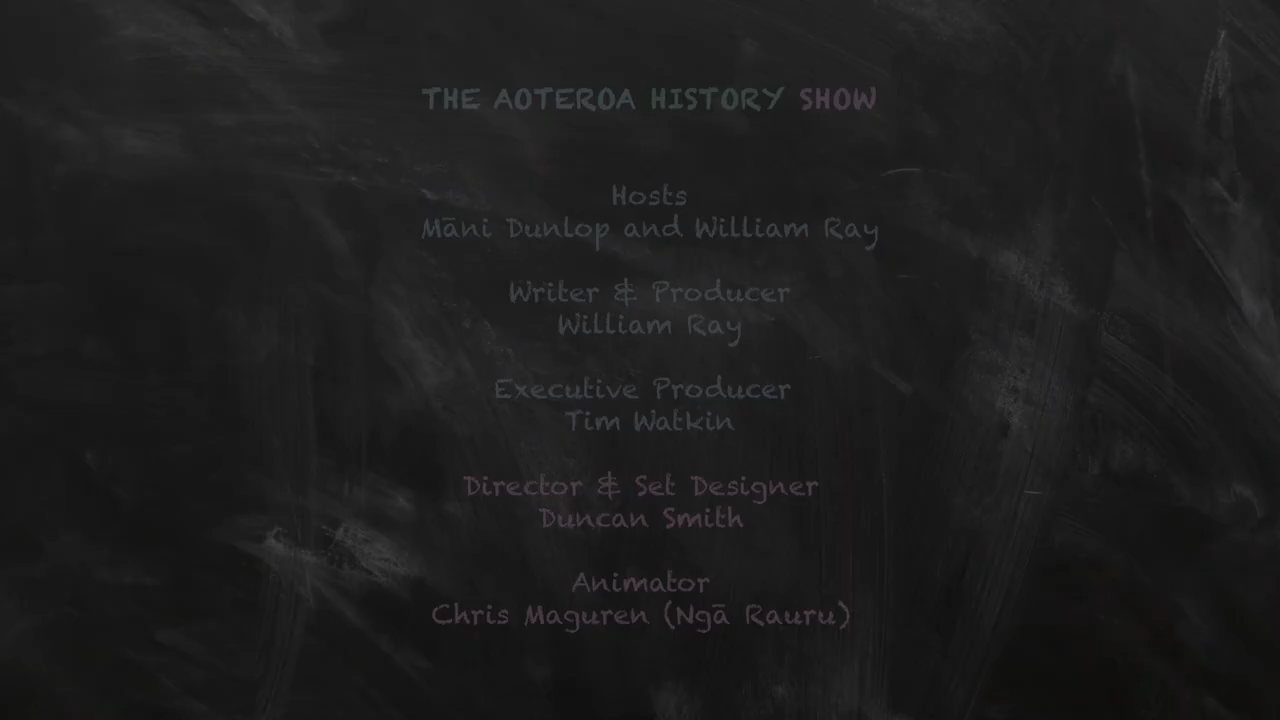 THE AOTEROA HISTORY SHOW
Hosts
Māni Dunlop and William Ray
Writer & Producer
William Ray
Executive Producer
Tim Watkin
Director & Set Designer
Duncan Smith
Animator
Chris Maguren (Ngā Rauru)